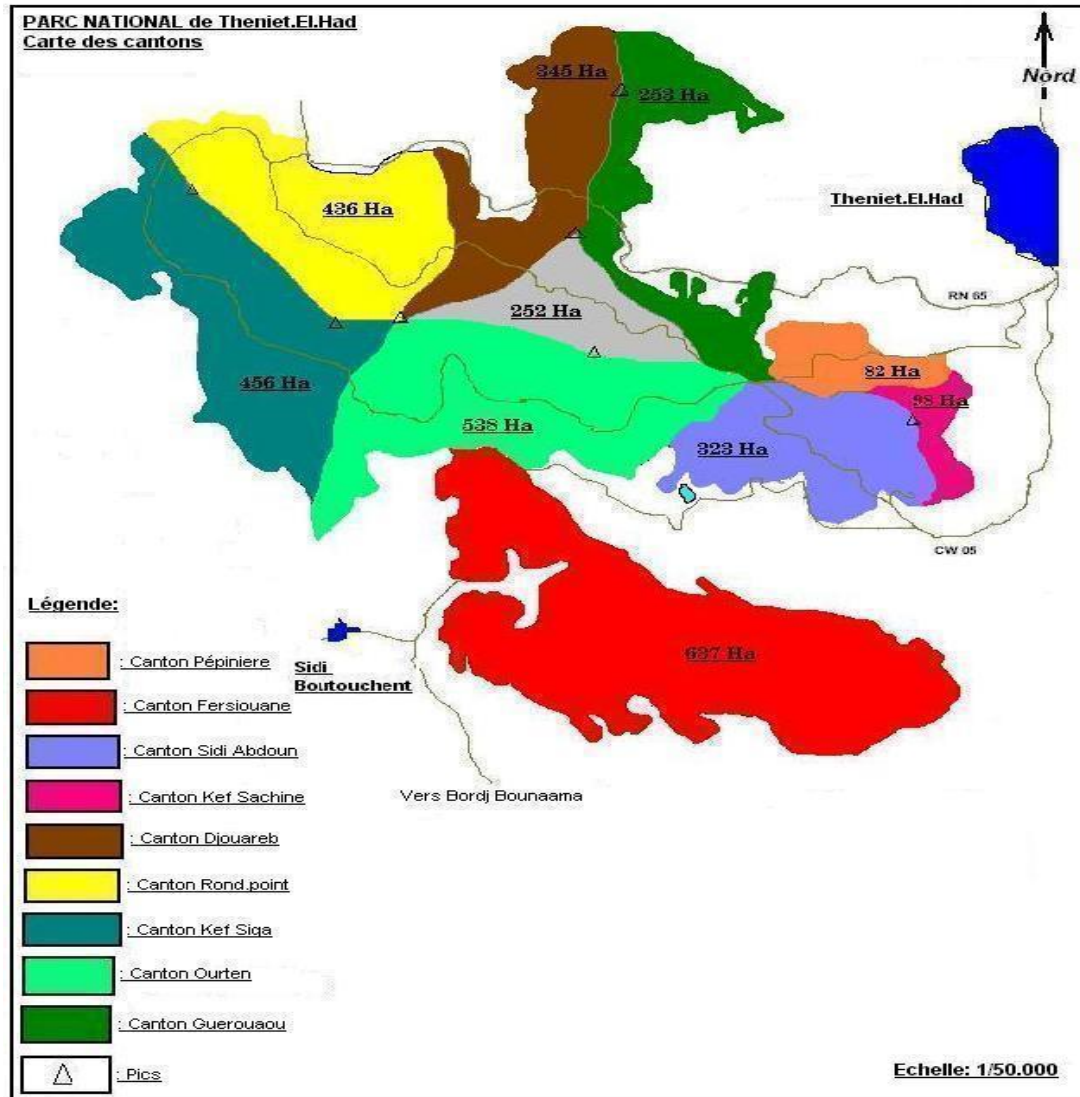 PARC NATIONAL de Theniet.El.Had
Carte des cantons
Nord
345 Ha
253 Ha
436 Ha
Theniet.El.Had
RN 65
252 Ha
456 Ha
82 Ha
98 Ha
538 Ha
323 Ha
CW 05
637 Ha
Sidi
Boutouchent
Vers Bordj Bounaama
Légende:
: Canton Pépiniere
: Canton Fersiouane
: Canton Sidi Abdoun
: Canton Kef Sachine
: Canton Djouareb
: Canton Rond.point
: Canton Kef Siga
: Canton Ourten
: Canton Guerouaou
: Pics
Echelle: 1/50.000